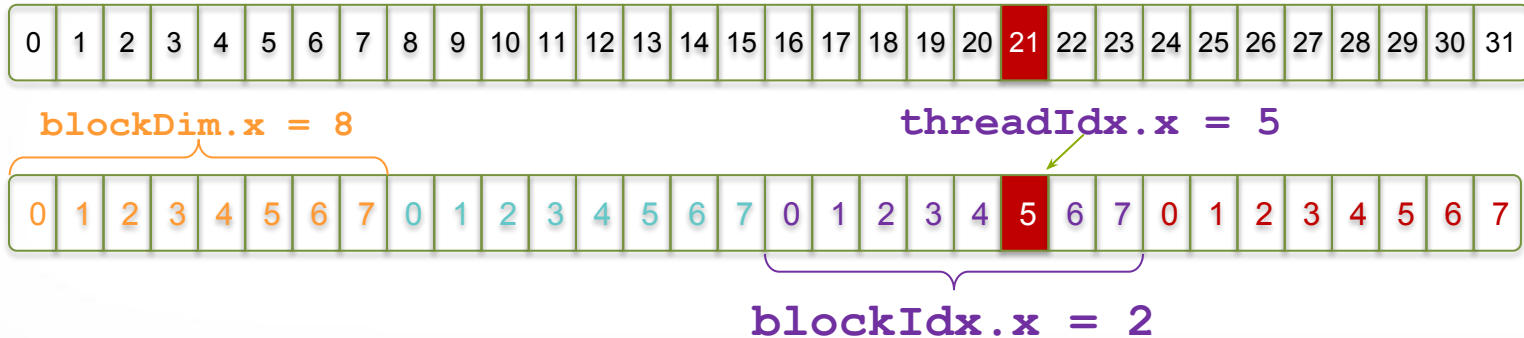 0 1 2 3 4 5 6 7 8 9 10 11 12 13 14 15 16 17 18 19 20 21 22 23 24 25 26 27 28 29 30 31
blockDim.x = 8 threadIdx.x = 5
0 1 2 3 4 5 6 7 0 1 2 3 4 5 6 7 0 1 2 3 4 5 6 7 0 1 2 3 4 5 6 7
blockIdx.x = 2